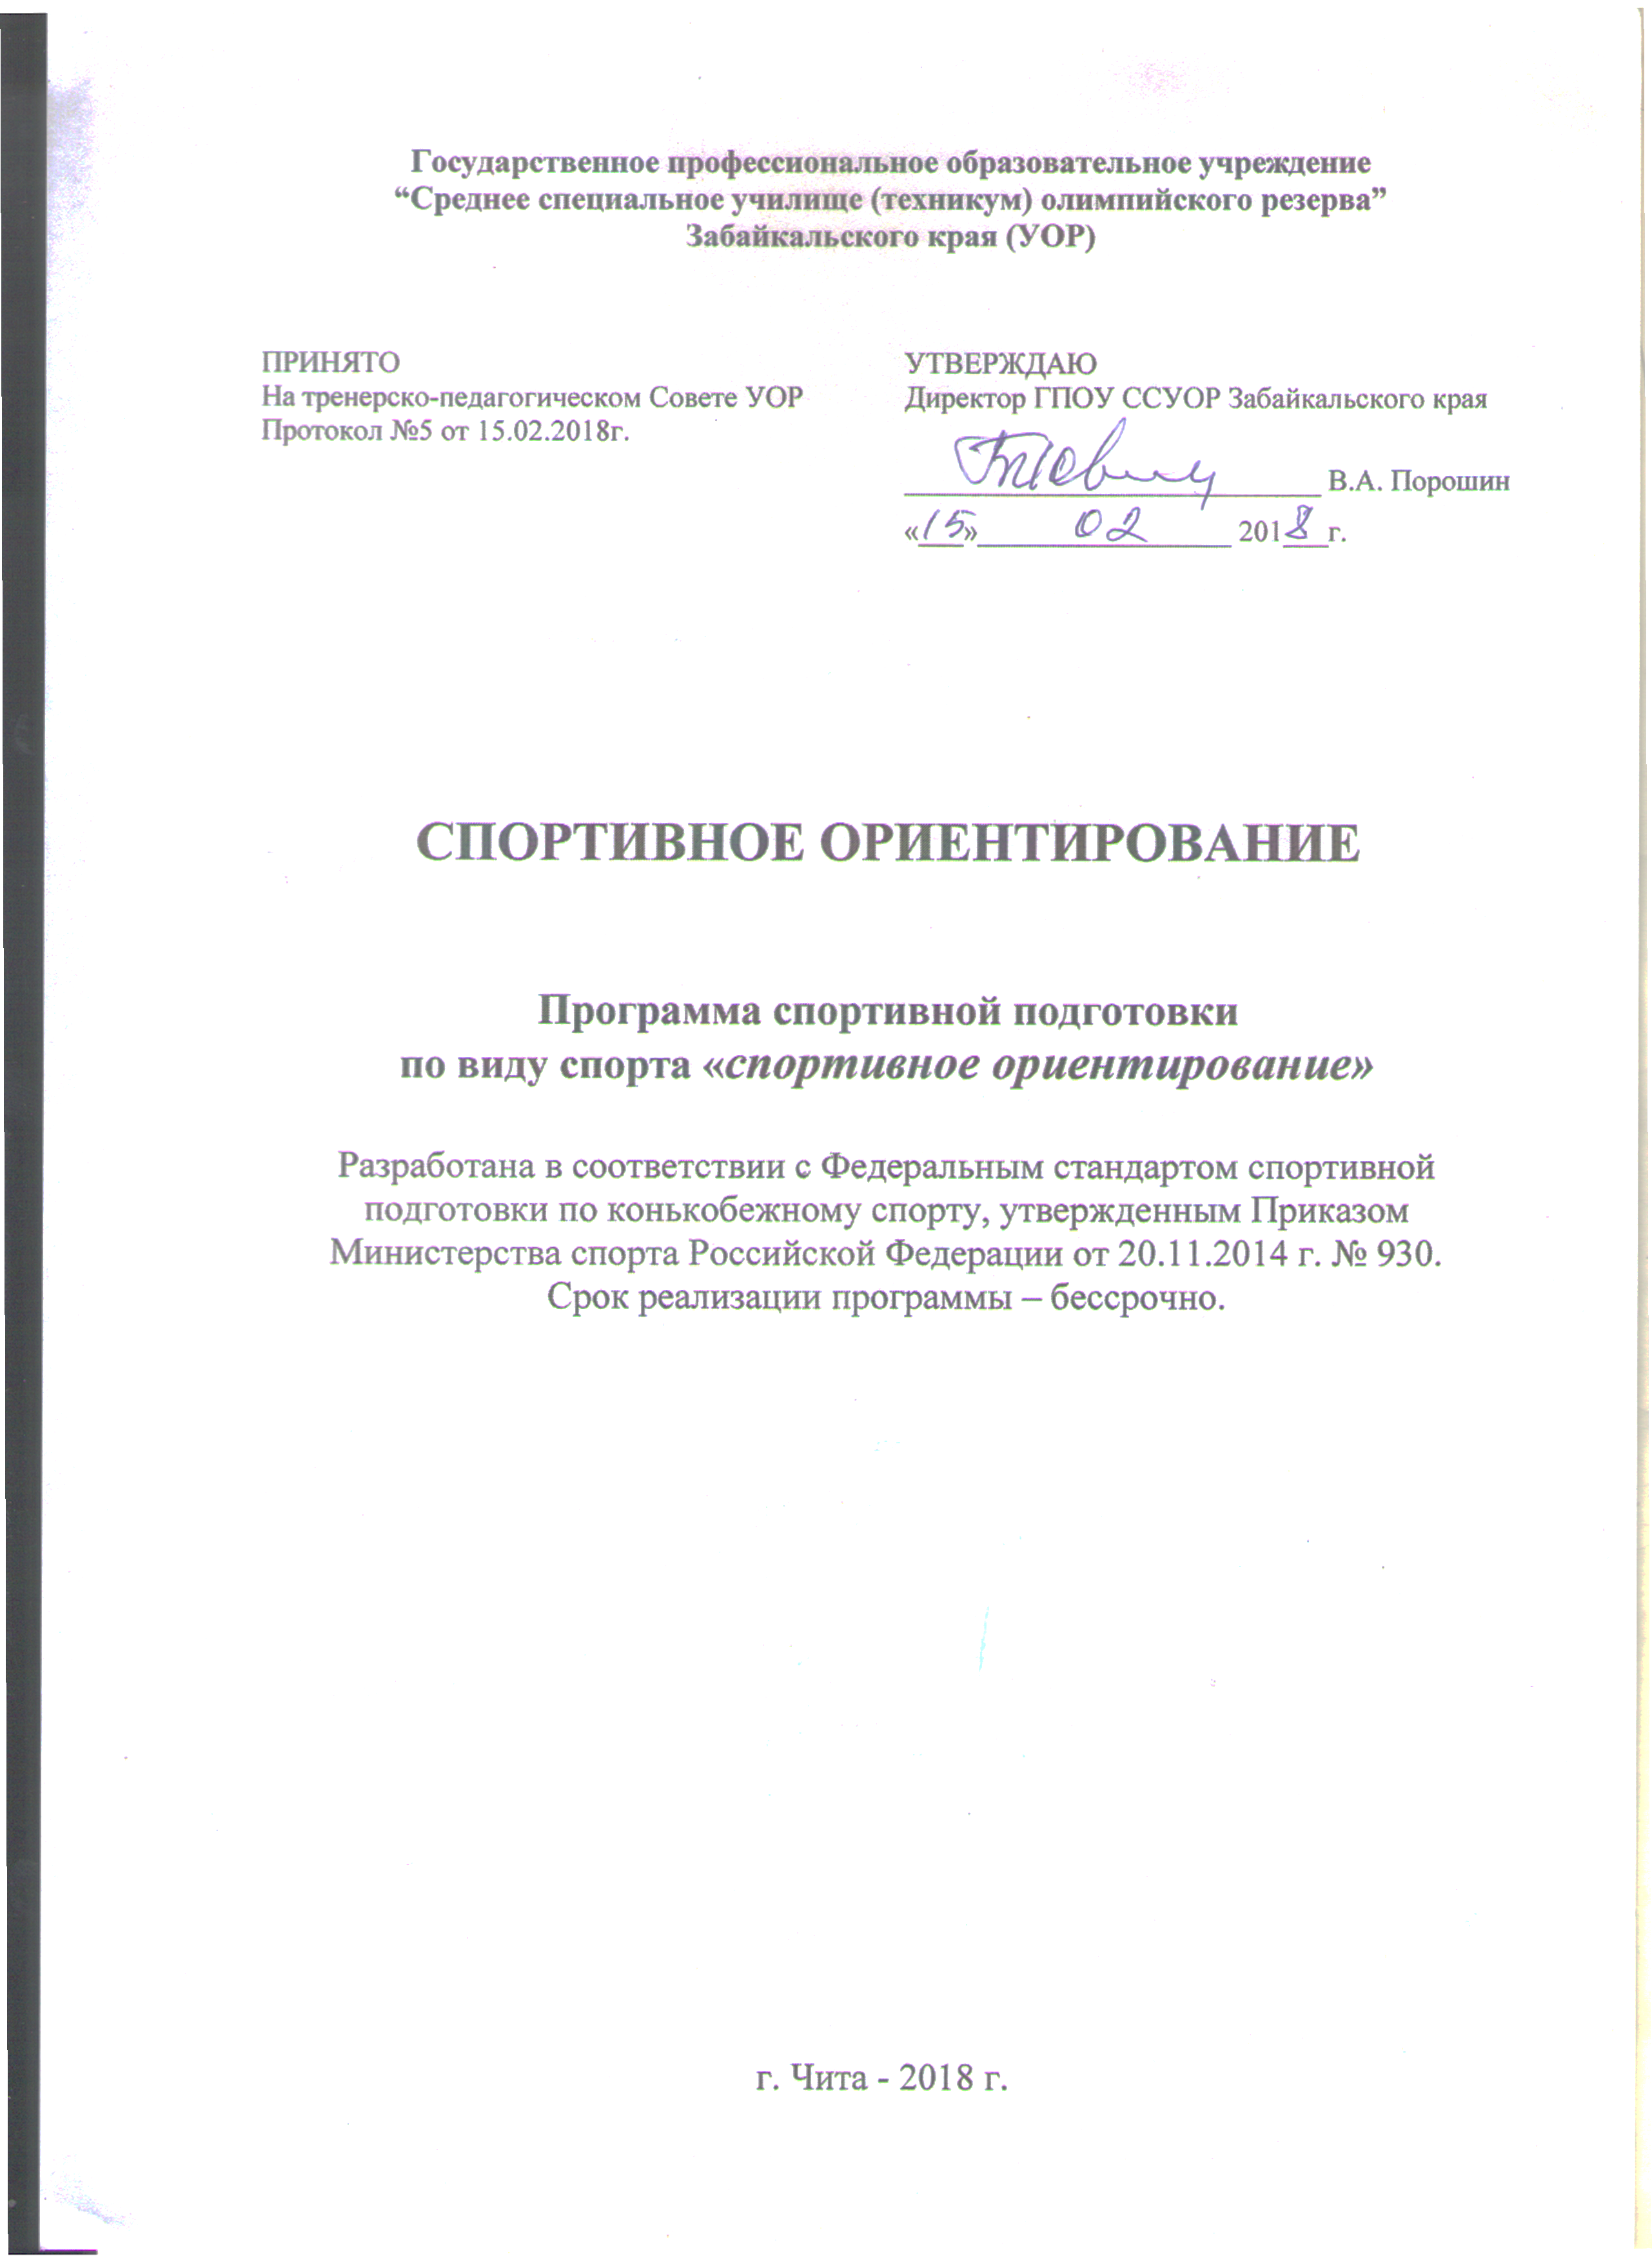 Государственное профессиональное образовательное учреждение
“Среднее специальное училище (техникум) олимпийского резерва”
Забайкальского края (УОР)
ПРИНЯТО
На тренерско-педагогическом Совете УОР
Протокол №5 от 15.02.2018г.
УТВЕРЖДАЮ
Директор ГПОУ ССУОР Забайкальского края
В.А. Порошин
«15» 02 2018 г.
СПОРТИВНОЕ ОРИЕНТИРОВАНИЕ
Программа спортивной подготовки
по виду спорта «спортивное ориентирование»
Разработана в соответствии с Федеральным стандартом спортивной
подготовки по конькобежному спорту, утвержденным Приказом
Министерства спорта Российской Федерации от 20.11.2014 г. № 930.
Срок реализации программы – бессрочно.
г. Чита - 2018 г.